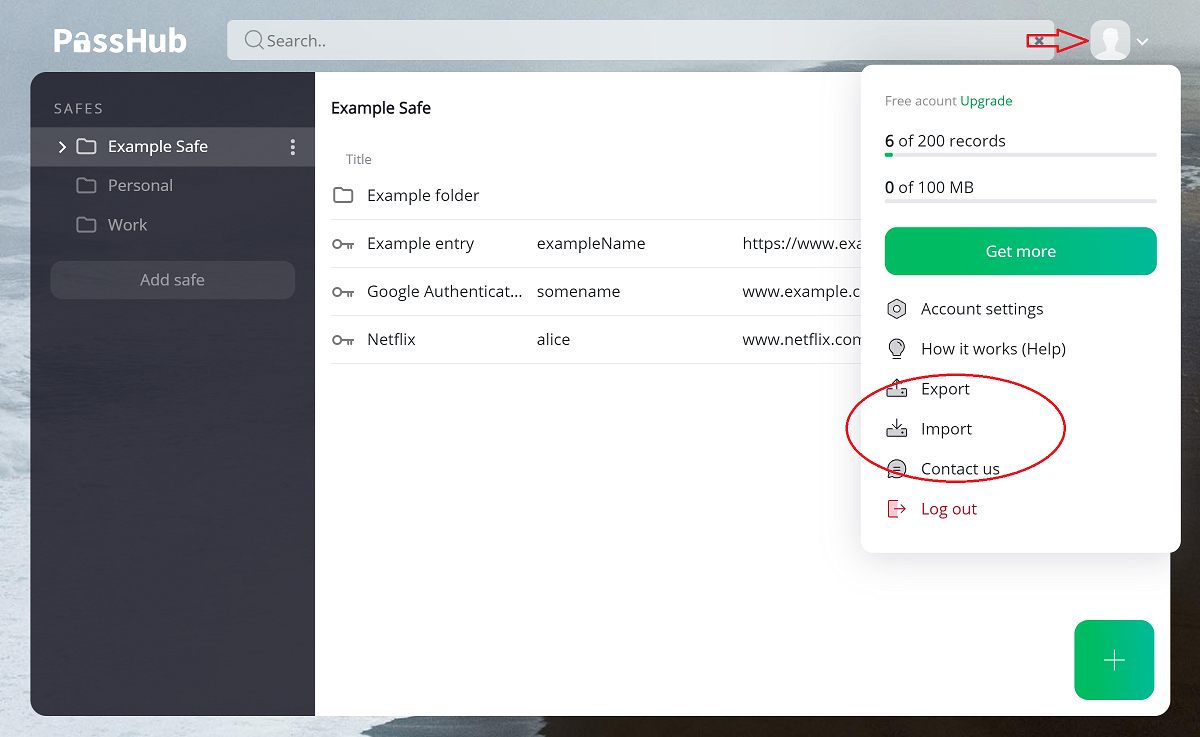 PassHub
Search..
SAFES
Example Safe
Personal
Work
Add safe
Example Safe
Title
Example folder
Example entry exampleName https://www.exa
Google Authenticat... somename www.example.c
Netflix alice www.netflix.com
Free acount Upgrade
6 of 200 records
0 of 100 MB
Get more
Account settings
How it works (Help)
Export
Import
Contact us
Log out